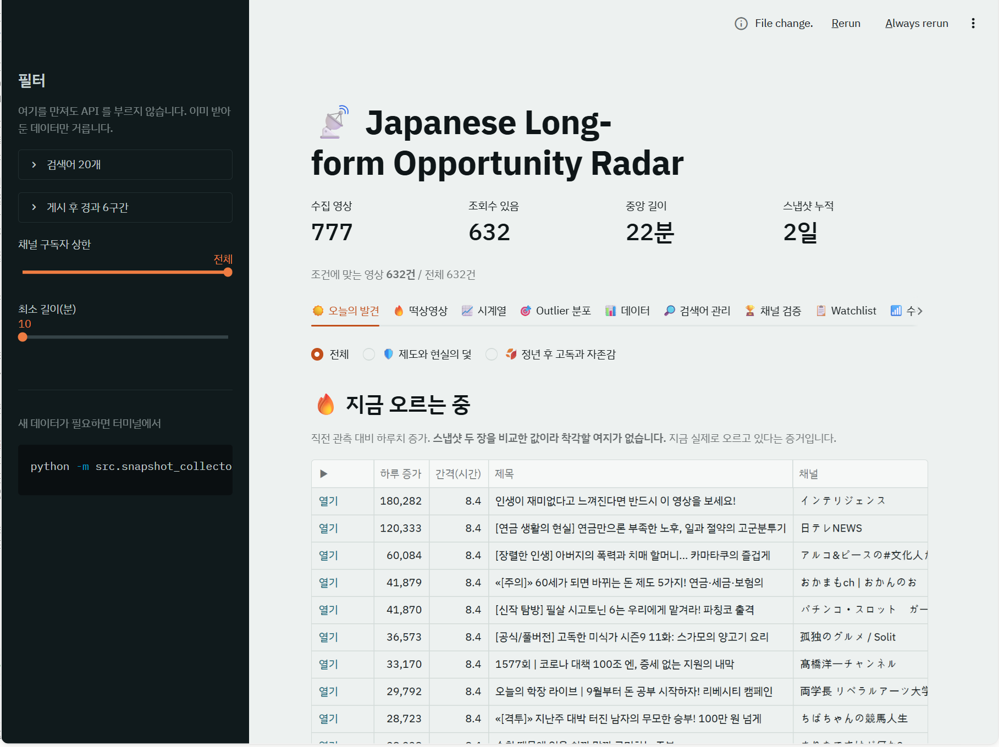 File change.
Rerun
Always rerun
필터
여기를 만져도 API 를 부르지 않습니다. 이미 받아
둔 데이터만 거릅니다.
검색어 20개
게시 후 경과 6구간
채널 구독자 상한
전체
최소 길이(분)
10
새 데이터가 필요하면 터미널에서
python -m src.snapshot_collecto
Japanese Long-
form Opportunity Radar
수집 영상 조회수 있음 중앙 길이 스냅샷 누적
777 632 22분 2일
조건에 맞는 영상 632건 / 전체 632건
오늘의 발견 떡상영상 시계열 Outlier 분포 데이터 검색어 관리 채널 검증 Watchlist 수
전체 제도와 현실의 덫 정년 후 고독과 자존감
지금 오르는 중
직전 관측 대비 하루치 증가. 스냅샷 두 장을 비교한 값이라 착각할 여지가 없습니다. 지금 실제로 오르고 있다는 증거입니다.
▶ 하루 증가 간격(시간) 제목 채널
열기 180,282 8.4 인생이 재미없다고 느껴진다면 반드시 이 영상을 보세요! インテリジェンス
열기 120,333 8.4 [연금 생활의 현실] 연금만으론 부족한 노후, 일과 절약의 고군분투기 日テレNEWS
열기 60,084 8.4 [장렬한 인생] 아버지의 폭력과 치매 할머니... 카마타쿠의 즐겁게 アルコ&ピースの#文化人
열기 41,879 8.4 «[주의]» 60세가 되면 바뀌는 돈 제도 5가지! 연금·세금·보험의 おかまもch | おかんのお
열기 41,870 8.4 [신작 탐방] 필살 시고토닌 6는 우리에게 맡겨라! 파칭코 출격 パチンコ・スロット ガー
열기 36,573 8.4 [공식/풀버전] 고독한 미식가 시즌9 11화: 스가모의 양고기 요리 孤独のグルメ / Solit
열기 33,170 8.4 1577회 | 코로나 대책 100조 엔, 증세 없는 지원의 내막 髙橋洋一チャンネル
열기 29,792 8.4 오늘의 학장 라이브 | 9월부터 돈 공부 시작하자! 리베시티 캠페인 両学長 リベラルアーツ大学
열기 28,723 8.4 «[격투]» 지난주 대박 터진 남자의 무모한 승부! 100만 원 넘게 ちばちゃんの競馬人生